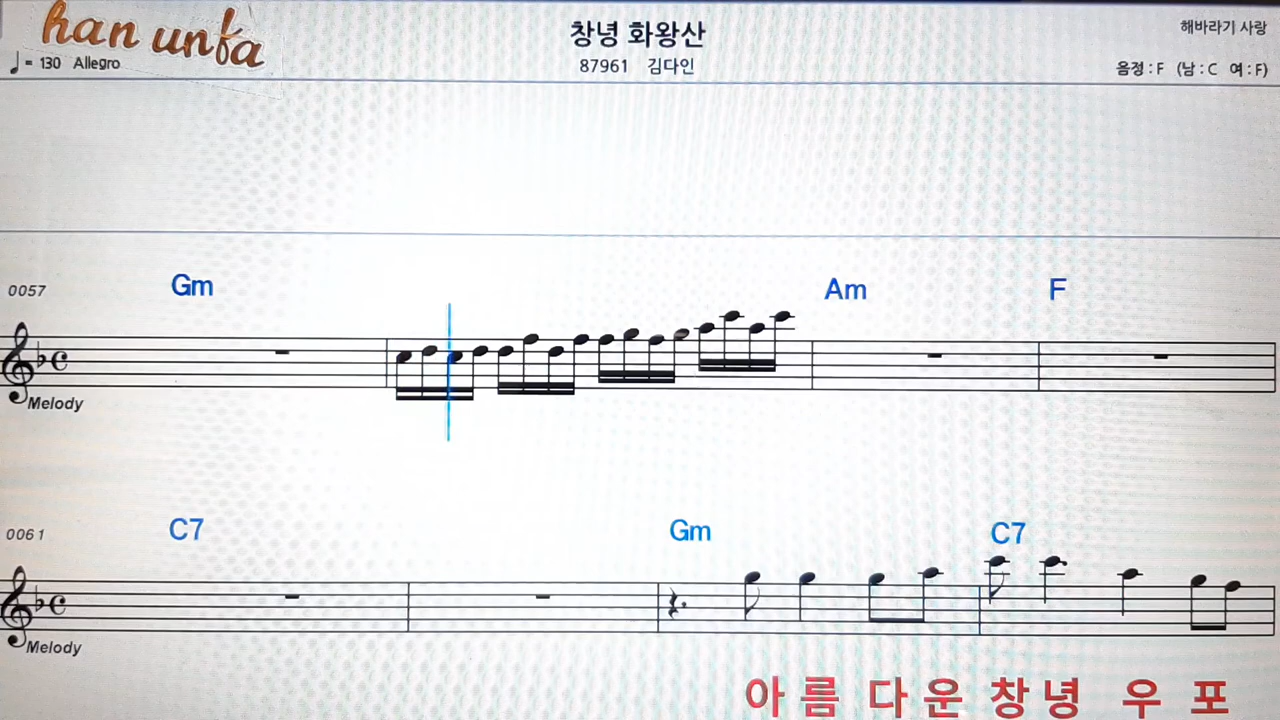 han unfa
창녕 화왕산
해바라기 사랑
♩= 130 Allegro
87961 김다인
음정 : F (남 : C 여 : F)
0057 Gm Am F
Melody
0061 C7 Gm C7
Melody
아 름 다 운 창 녕 우 포